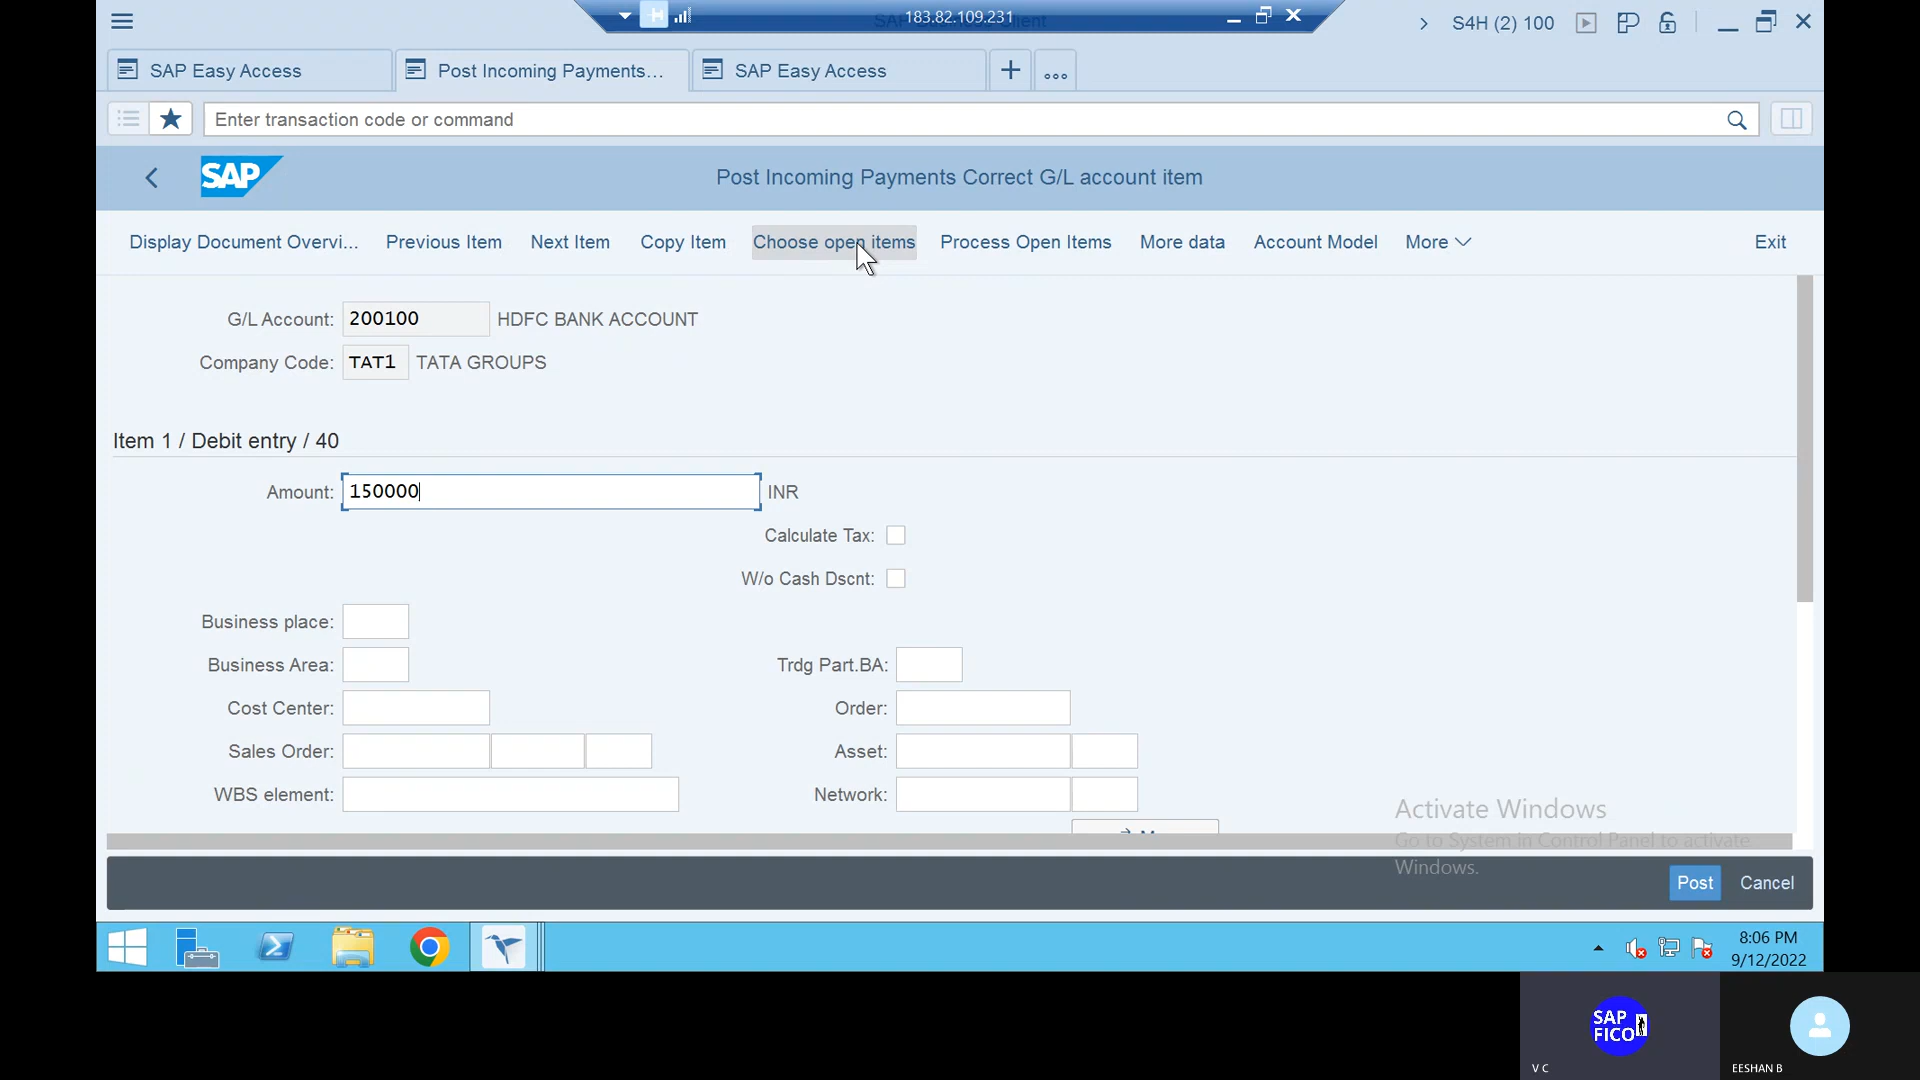 183.82.109.231
S4H (2) 100
SAP Easy Access
Post Incoming Payments...
SAP Easy Access
Enter transaction code or command
SAP
Post Incoming Payments Correct G/L account item
Display Document Overvi... Previous Item Next Item Copy Item Choose open items Process Open Items More data Account Model More Exit
G/L Account: 200100 HDFC BANK ACCOUNT
Company Code: TAT1 TATA GROUPS
Item 1 / Debit entry / 40
Amount: 150000 INR
Calculate Tax:
W/o Cash Dscnt:
Business place:
Business Area: Trdg Part.BA:
Cost Center: Order:
Sales Order: Asset:
WBS element: Network:
Activate Windows
Go to System in Control Panel to activate
Windows.
Post Cancel
8:06 PM
9/12/2022
SAP
FICO
V C
EESHAN B